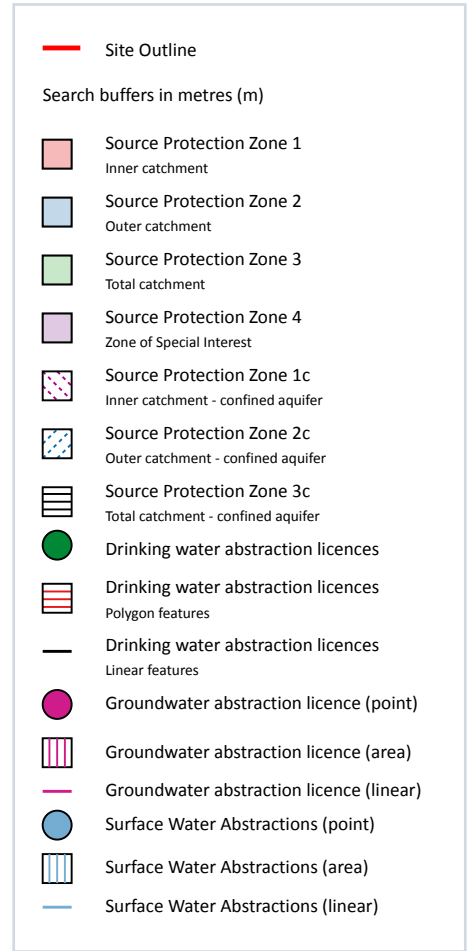 Site Outline
Search buffers in metres (m)
Source Protection Zone 1
Inner catchment
Source Protection Zone 2
Outer catchment
Source Protection Zone 3
Total catchment
Source Protection Zone 4
Zone of Special Interest
Source Protection Zone 1c
Inner catchment - confined aquifer
Source Protection Zone 2c
Outer catchment - confined aquifer
Source Protection Zone 3c
Total catchment - confined aquifer
Drinking water abstraction licences
Drinking water abstraction licences
Polygon features
Drinking water abstraction licences
Linear features
Groundwater abstraction licence (point)
Groundwater abstraction licence (area)
Groundwater abstraction licence (linear)
Surface Water Abstractions (point)
Surface Water Abstractions (area)
Surface Water Abstractions (linear)